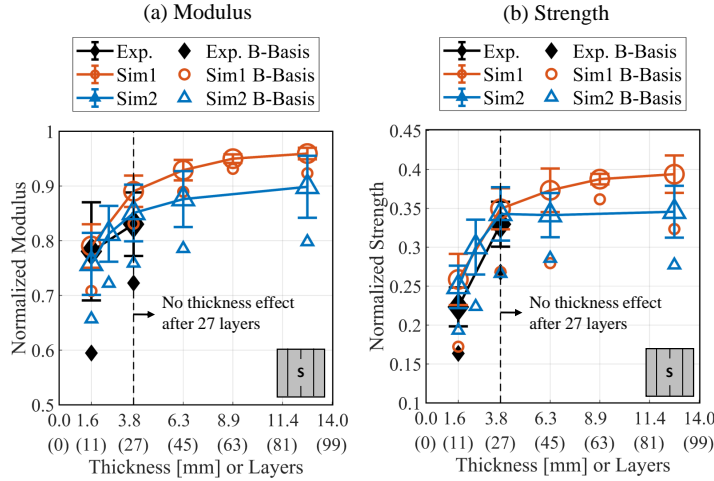 (a) Modulus
Exp.
Exp. B-Basis
Sim1
Sim1 B-Basis
Sim2
Sim2 B-Basis
Normalized Modulus
1
0.9
0.8
0.7
0.6
0.5
No thickness effect
after 27 layers
S
0.0 1.6 3.8 6.3 8.9 11.4 14.0
(0) (11) (27) (45) (63) (81) (99)
Thickness [mm] or Layers
(b) Strength
Exp.
Exp. B-Basis
Sim1
Sim1 B-Basis
Sim2
Sim2 B-Basis
Normalized Strength
0.45
0.4
0.35
0.3
0.25
0.2
0.15
0.1
No thickness effect
after 27 layers
S
0.0 1.6 3.8 6.3 8.9 11.4 14.0
(0) (11) (27) (45) (63) (81) (99)
Thickness [mm] or Layers